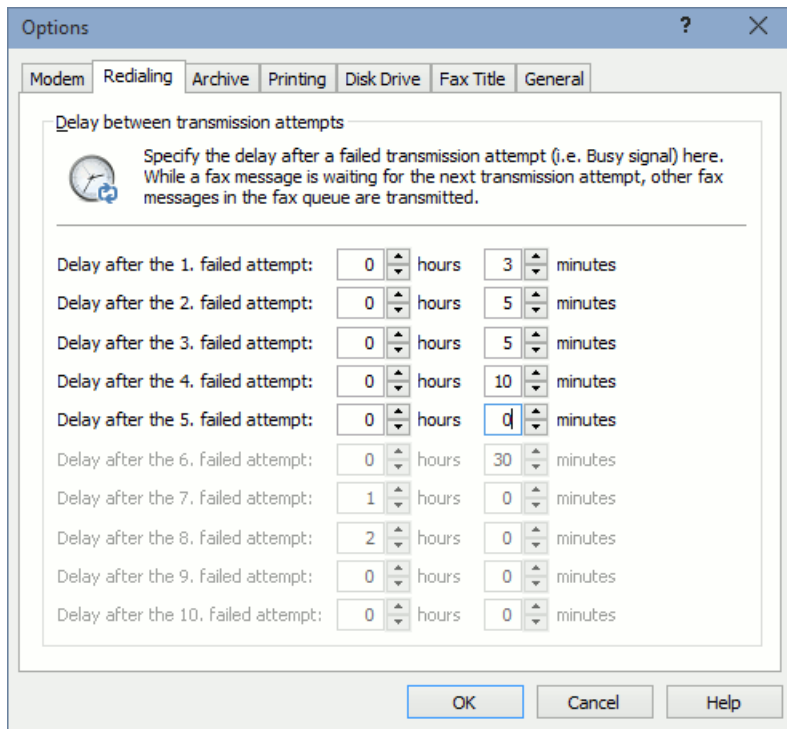 Options ?
Modem Redialing Archive Printing Disk Drive Fax Title General
Delay between transmission attempts
Specify the delay after a failed transmission attempt (i.e. Busy signal) here.
While a fax message is waiting for the next transmission attempt, other fax
messages in the fax queue are transmitted.
Delay after the 1. failed attempt: 0 hours 3 minutes
Delay after the 2. failed attempt: 0 hours 5 minutes
Delay after the 3. failed attempt: 0 hours 5 minutes
Delay after the 4. failed attempt: 0 hours 10 minutes
Delay after the 5. failed attempt: 0 hours 0 minutes
Delay after the 6. failed attempt: 0 hours 30 minutes
Delay after the 7. failed attempt: 1 hours 0 minutes
Delay after the 8. failed attempt: 2 hours 0 minutes
Delay after the 9. failed attempt: 0 hours 0 minutes
Delay after the 10. failed attempt: 0 hours 0 minutes
OK Cancel Help